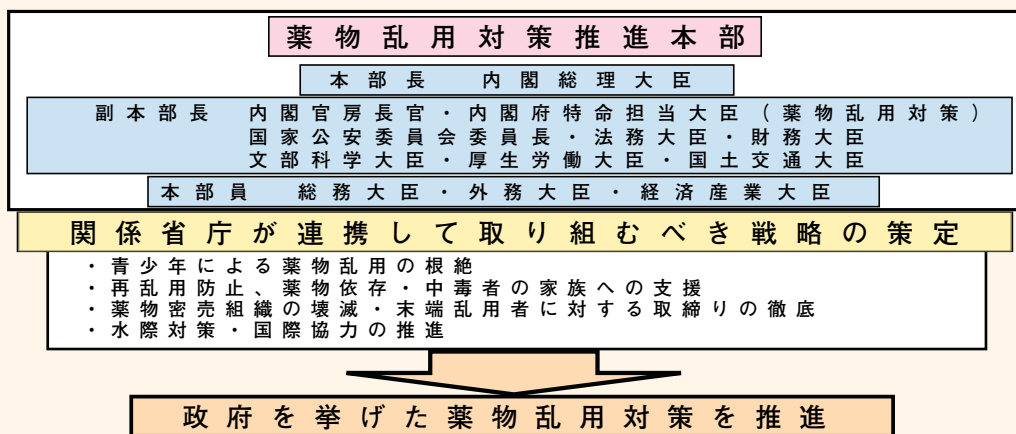 薬物乱用対策推進本部
本部長　内閣総理大臣
副本部長　内閣官房長官・内閣府特命担当大臣（薬物乱用対策）
国家公安委員会委員長・法務大臣・財務大臣
文部科学大臣・厚生労働大臣・国土交通大臣
本部員　総務大臣・外務大臣・経済産業大臣
関係省庁が連携して取り組むべき戦略の策定
・青少年による薬物乱用の根絶
・再乱用防止、薬物依存・中毒者の家族への支援
・薬物密売組織の壊滅・末端乱用者に対する取締りの徹底
・水際対策・国際協力の推進
政府を挙げた薬物乱用対策を推進